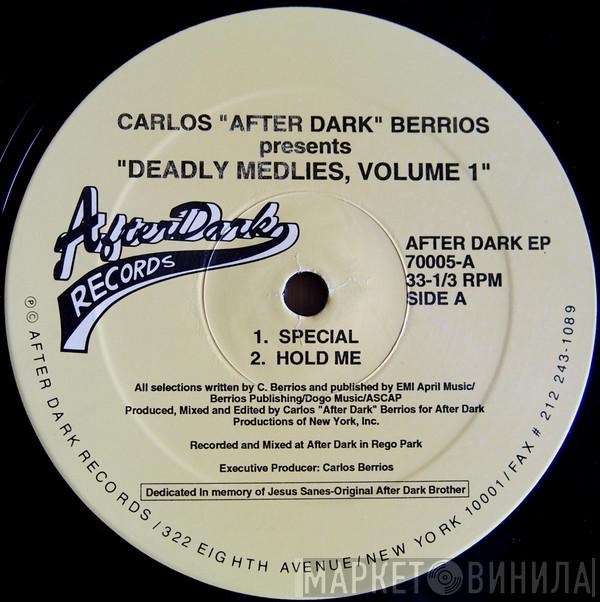 CARLOS "AFTER DARK" BERRIOS
presents
"DEADLY MEDLIES, VOLUME 1"
After Dark
RECORDS
AFTER DARK EP
70005-A
33-1/3 RPM
SIDE A
1. SPECIAL
2. HOLD ME
All selections written by C. Berrios and published by EMI April Music/
Berrios Publishing/Dogo Music/ASCAP
Produced, Mixed and Edited by Carlos "After Dark" Berrios for After Dark
Productions of New York, Inc.
Recorded and Mixed at After Dark in Rego Park
Executive Producer: Carlos Berrios
Dedicated In memory of Jesus Sanes-Original After Dark Brother
℗© AFTER DARK RECORDS / 322 EIGHTH AVENUE/NEW YORK 10001/FAX # 212 243-1089
МАРКЕТ ВИНИЛА